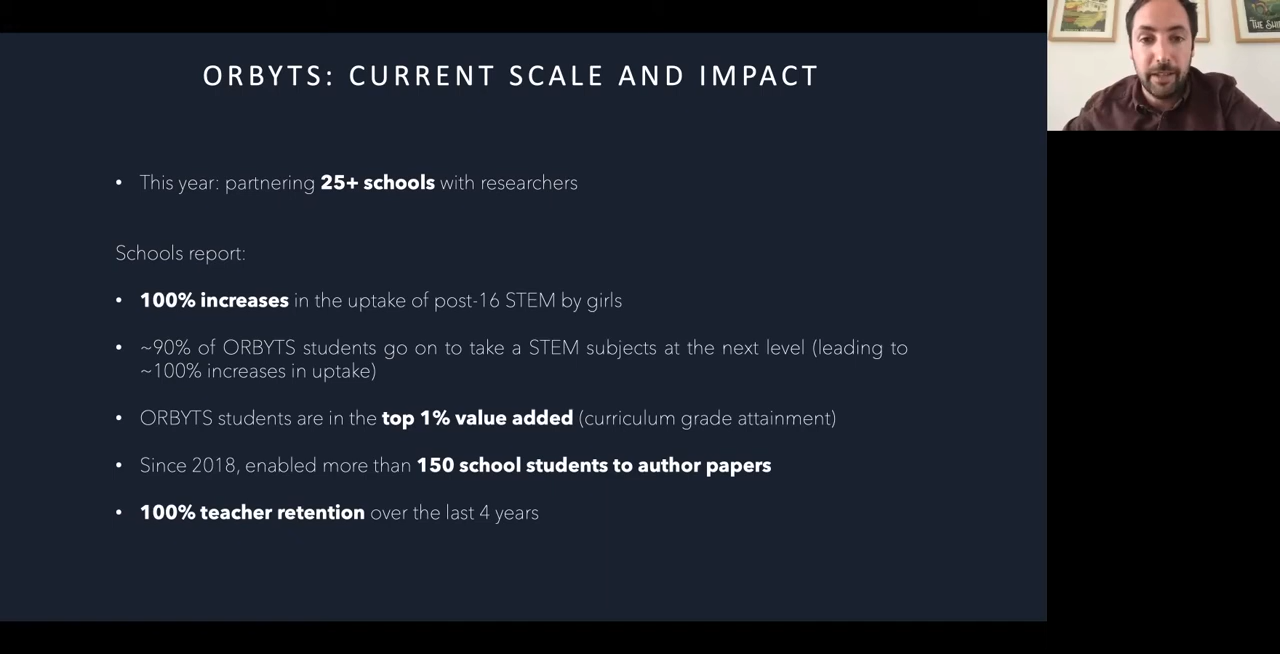 ORBYTS: CURRENT SCALE AND IMPACT
• This year: partnering 25+ schools with researchers
Schools report:
• 100% increases in the uptake of post-16 STEM by girls
• ~90% of ORBYTS students go on to take a STEM subjects at the next level (leading to
~100% increases in uptake)
• ORBYTS students are in the top 1% value added (curriculum grade attainment)
• Since 2018, enabled more than 150 school students to author papers
• 100% teacher retention over the last 4 years
THE